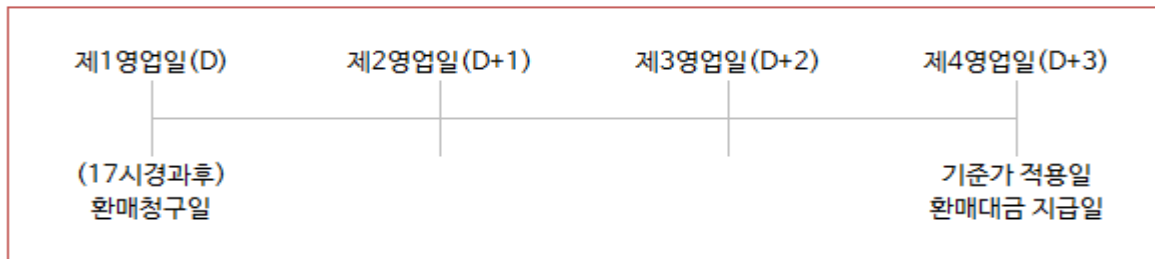 제1영업일(D) 제2영업일(D+1) 제3영업일(D+2) 제4영업일(D+3)
(17시경과후) 기준가 적용일
환매청구일 환매대금 지급일